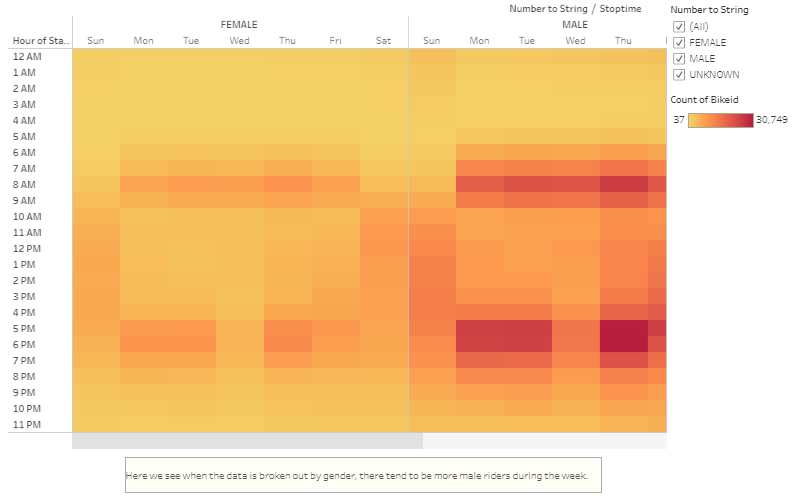 Number to String / Stoptime
FEMALE
MALE
Hour of Sta..
Sun
Mon
Tue
Wed
Thu
Fri
Sat
Sun
Mon
Tue
Wed
Thu
12 AM
1 AM
2 AM
3 AM
4 AM
5 AM
6 AM
7 AM
8 AM
9 AM
10 AM
11 AM
12 PM
1 PM
2 PM
3 PM
4 PM
5 PM
6 PM
7 PM
8 PM
9 PM
10 PM
11 PM
Number to String
(All)
FEMALE
MALE
UNKNOWN
Count of Bikeid
37
30,749
Here we see when the data is broken out by gender, there tend to be more male riders during the week.